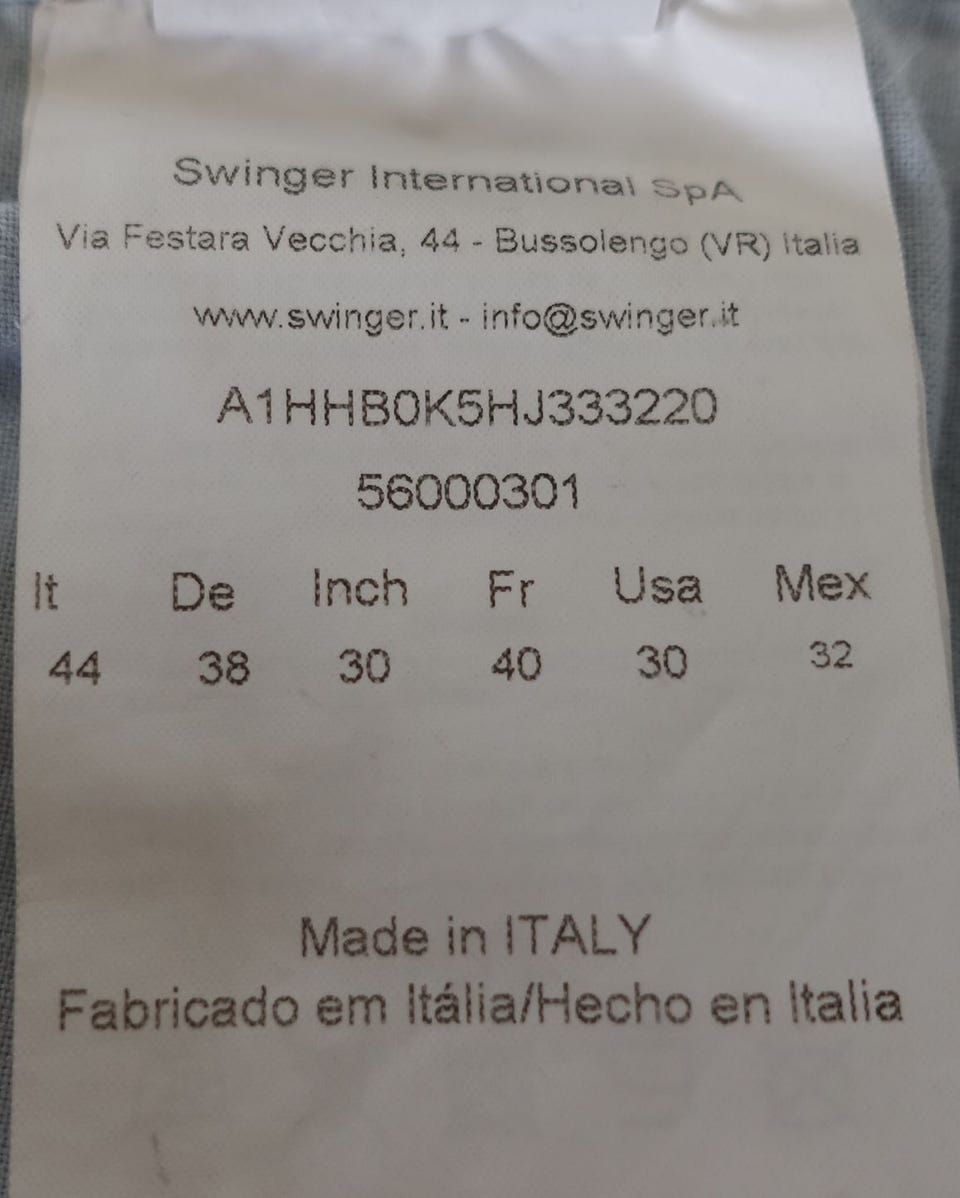 Swinger International SpA
Via Festara Vecchia, 44 - Bussolengo (VR) Italia
www.swinger.it - info@swinger.it
A1HHB0K5HJ333220
56000301
It De Inch Fr Usa Mex
44 38 30 40 30 32
Made in ITALY
Fabricado em Itália/Hecho en Italia